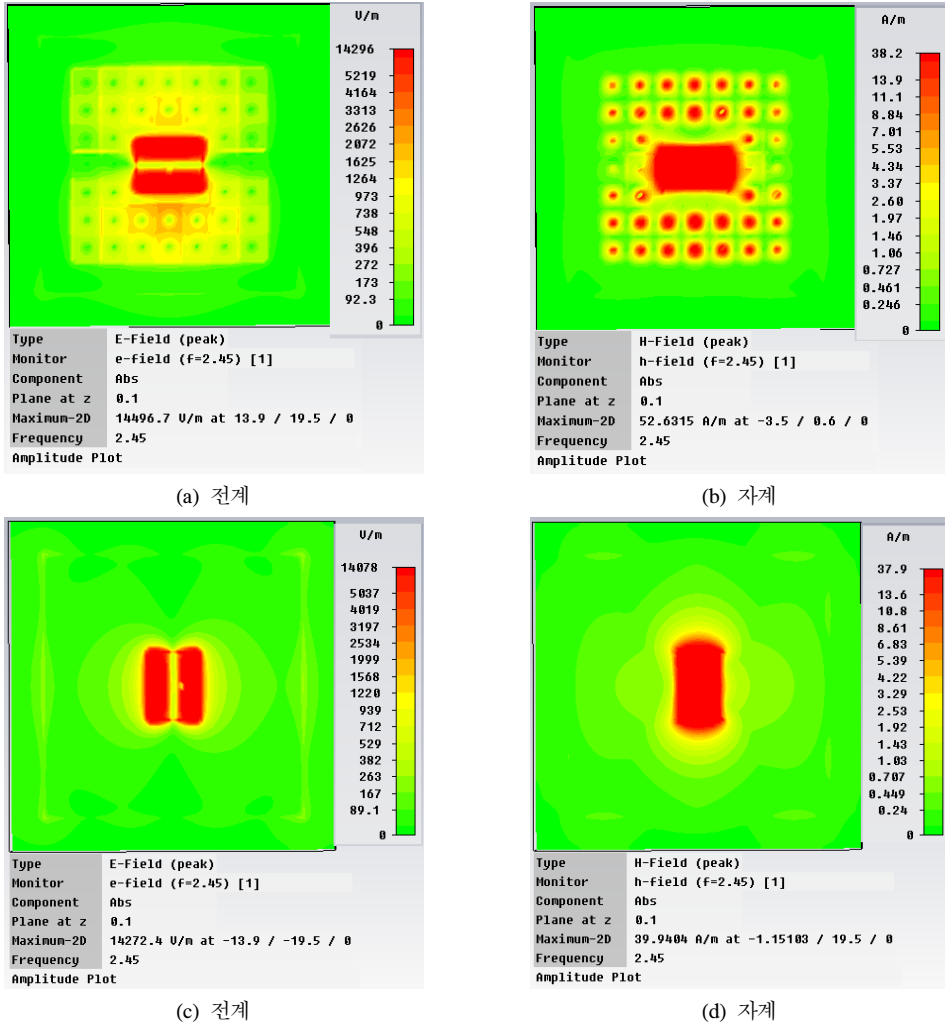 V/m
14296
5219
4164
3313
2626
2072
1625
1264
973
738
548
396
272
173
92.3
0
Type E-Field (peak)
Monitor e-field (f=2.45) [1]
Component Abs
Plane at z 0.1
Maximum-2D 14496.7 V/m at 13.9 / 19.5 / 0
Frequency 2.45
Amplitude Plot
(a) 전계
A/m
38.2
13.9
11.1
8.84
7.01
5.53
4.34
3.37
2.60
1.97
1.46
1.06
0.727
0.461
0.246
0
Type H-Field (peak)
Monitor h-field (f=2.45) [1]
Component Abs
Plane at z 0.1
Maximum-2D 52.6315 A/m at -3.5 / 0.6 / 0
Frequency 2.45
Amplitude Plot
(b) 자계
V/m
14078
5037
4019
3197
2534
1999
1568
1220
939
712
529
382
263
167
89.1
0
Type E-Field (peak)
Monitor e-field (f=2.45) [1]
Component Abs
Plane at z 0.1
Maximum-2D 14272.4 V/m at -13.9 / -19.5 / 0
Frequency 2.45
Amplitude Plot
(c) 전계
A/m
37.9
13.6
10.8
8.61
6.83
5.39
4.22
3.29
2.53
1.92
1.43
1.03
0.707
0.449
0.24
0
Type H-Field (peak)
Monitor h-field (f=2.45) [1]
Component Abs
Plane at z 0.1
Maximum-2D 39.9404 A/m at -1.15103 / 19.5 / 0
Frequency 2.45
Amplitude Plot
(d) 자계